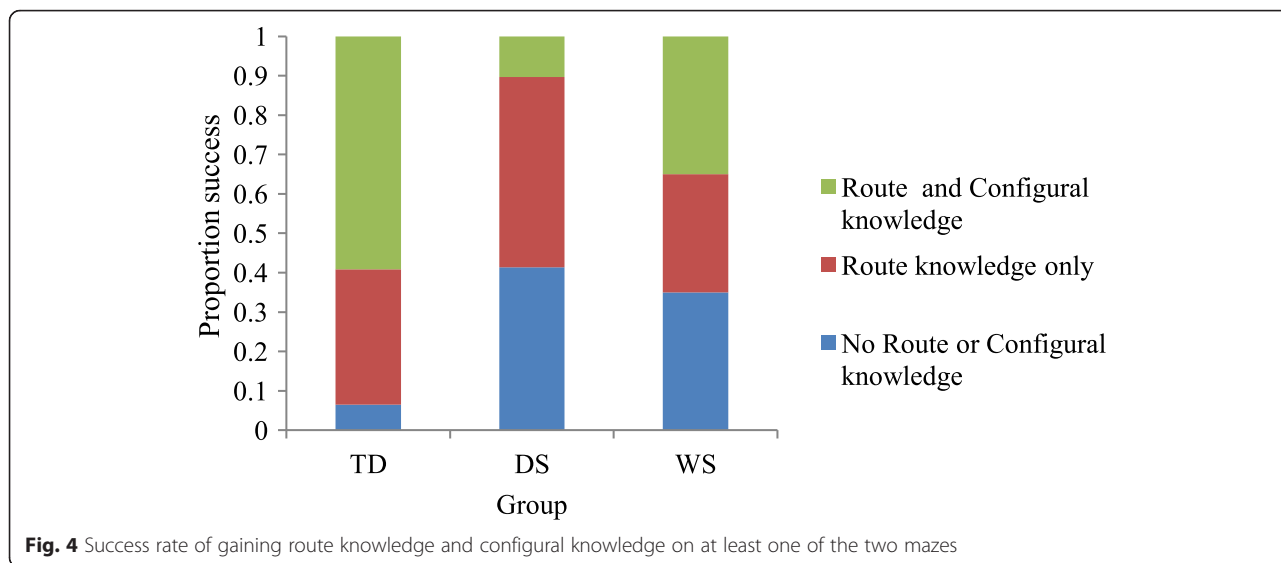 1
0.9
0.8
0.7
0.6
0.5
0.4
0.3
0.2
0.1
0
Proportion success
TD DS WS
Group
Route and Configural
knowledge
Route knowledge only
No Route or Configural
knowledge
Fig. 4 Success rate of gaining route knowledge and configural knowledge on at least one of the two mazes